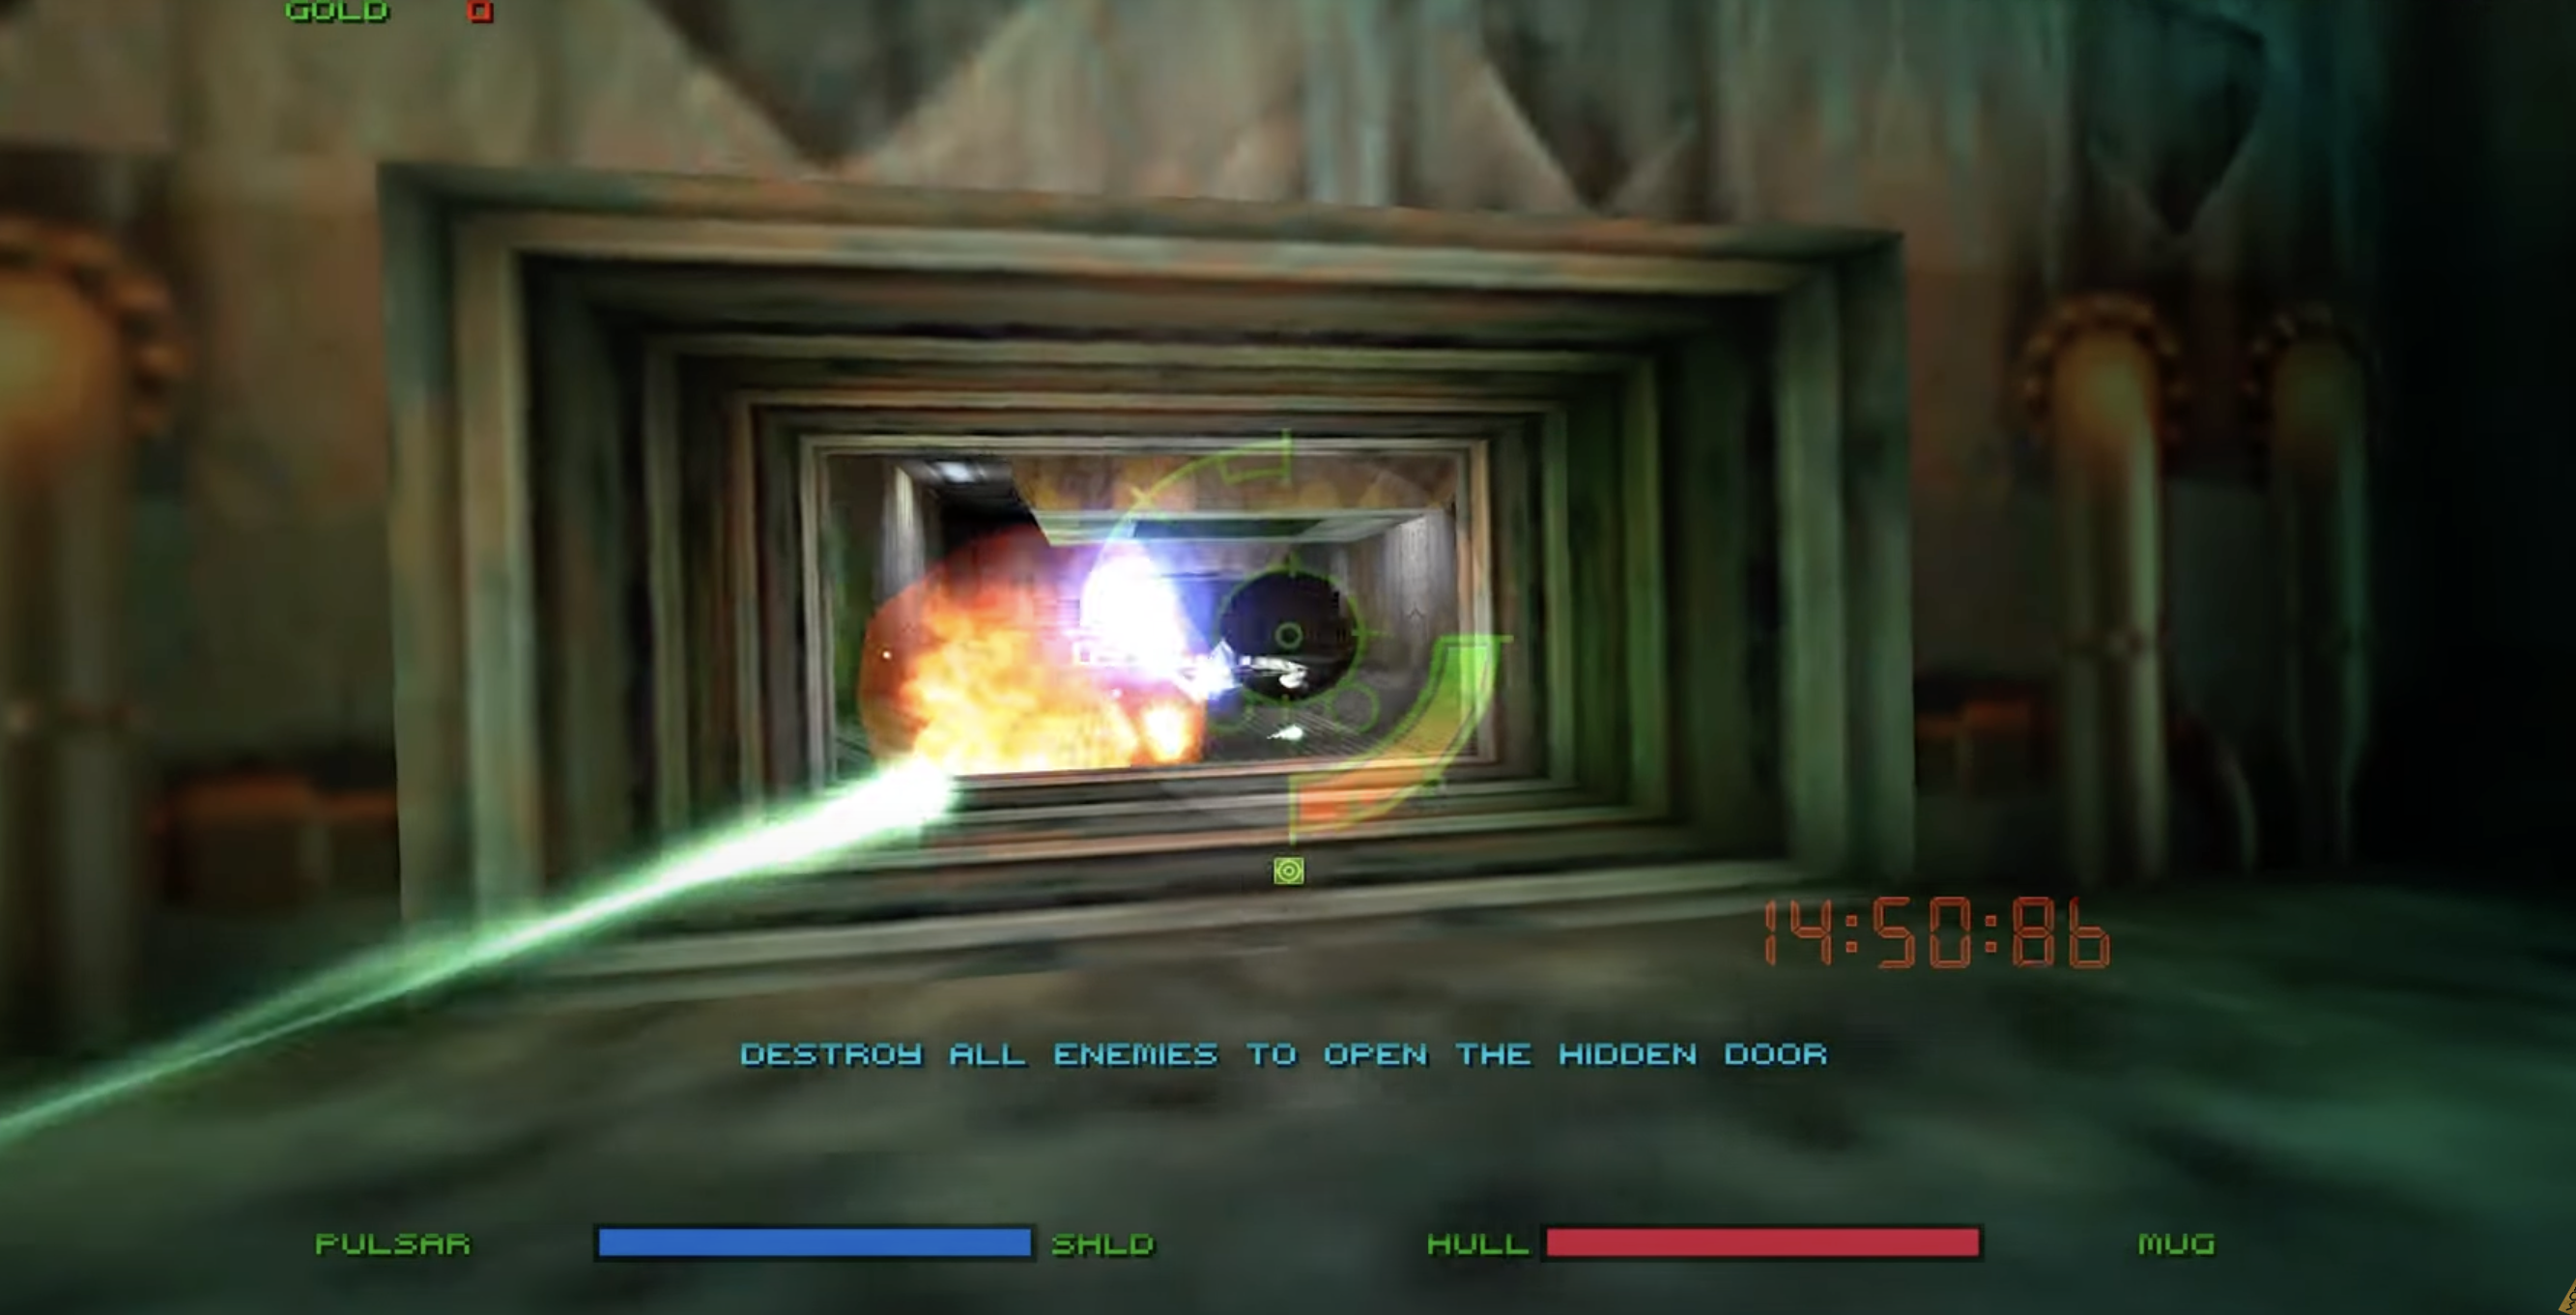 GOLD 0
14:50:86
DESTROY ALL ENEMIES TO OPEN THE HIDDEN DOOR
PULSAR SHLD HULL MUG